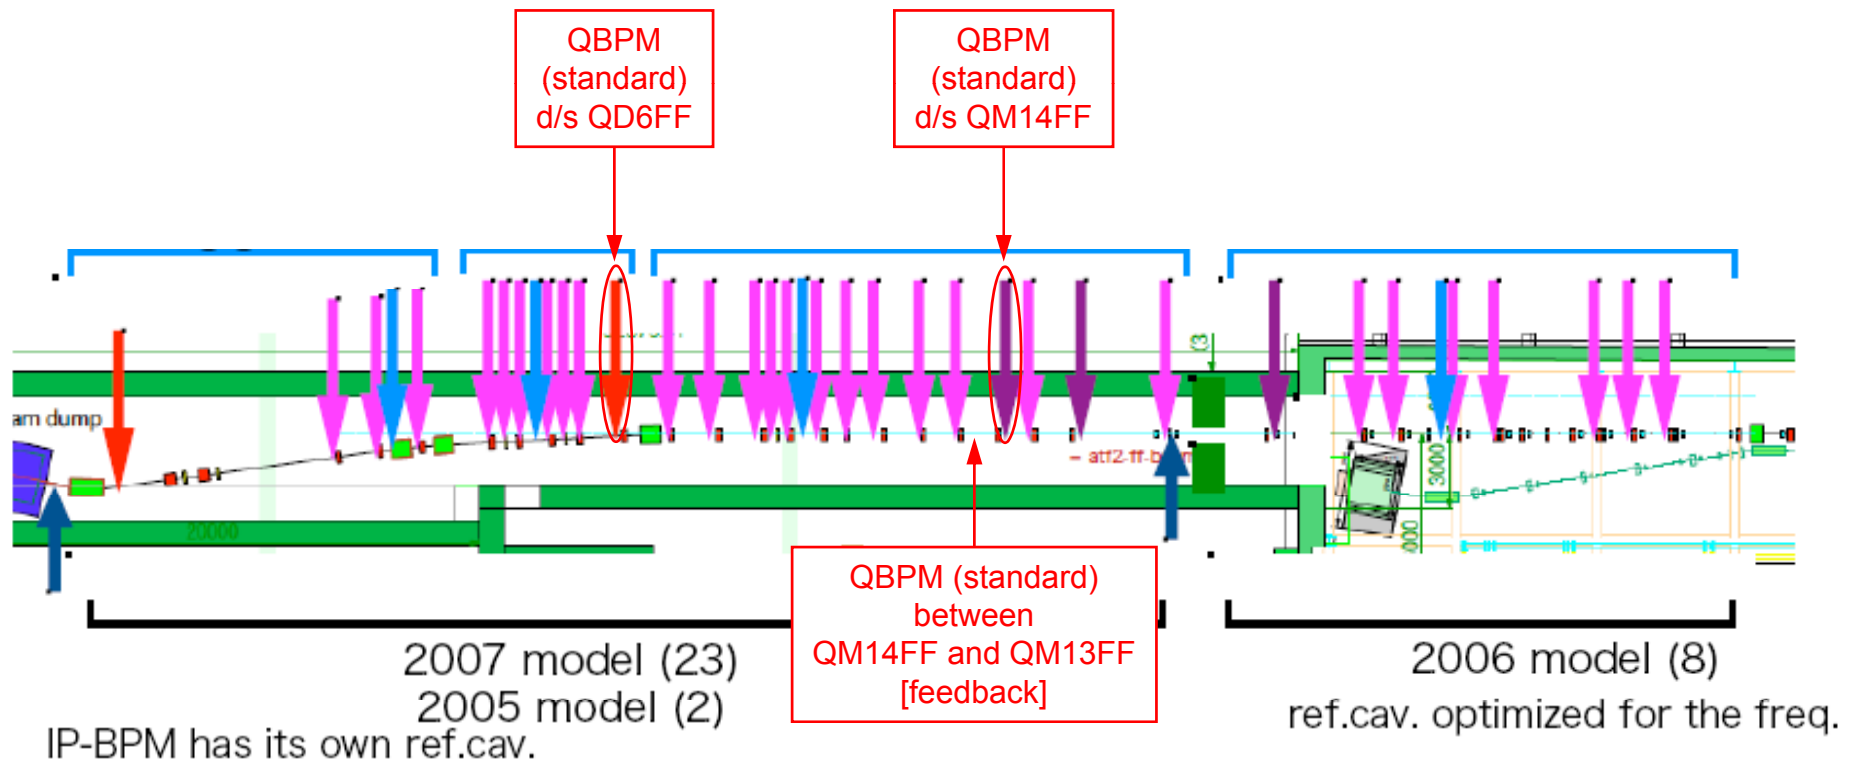 QBPM
(standard)
d/s QD6FF
QBPM
(standard)
d/s QM14FF
am dump
20000
3000
000
QBPM (standard)
between
QM14FF and QM13FF
[feedback]
2007 model (23)
2005 model (2)
IP-BPM has its own ref.cav.
2006 model (8)
ref.cav. optimized for the freq.